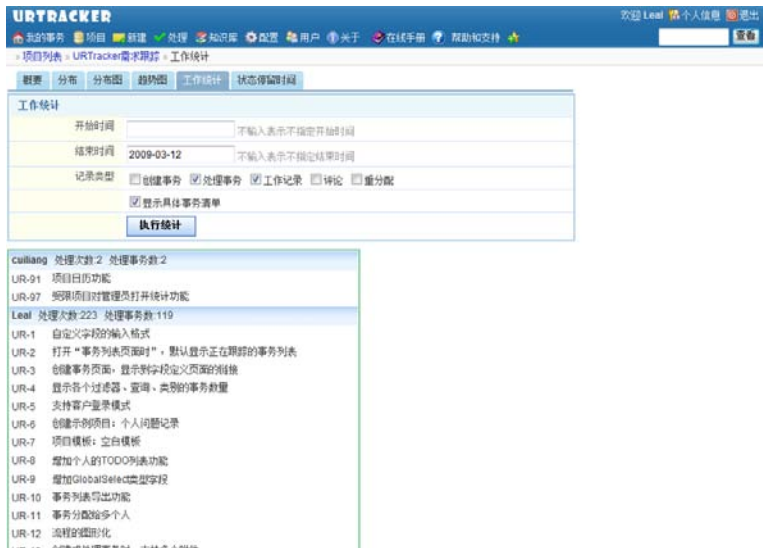 URTRACKER
欢迎 Leal 个人信息 退出
我的事务 项目 新建 处理 知识库 配置 用户 关于 在线手册 帮助和支持 查看
项目列表 URTracker需求跟踪 工作统计
概要 分布 分布图 趋势图 工作统计 状态停留时间
工作统计
开始时间 不输入表示不指定开始时间
结束时间 2009-03-12 不输入表示不指定结束时间
记录类型 创建事务 处理事务 工作记录 评论 重分配
显示具体事务清单
执行统计
cuiliang 处理次数:2 处理事务数:2
UR-91 项目日历功能
UR-97 受限项目对管理员打开统计功能
Leal 处理次数:223 处理事务数:119
UR-1 自定义字段的输入格式
UR-2 打开“事务列表页面时”，默认显示正在跟踪的事务列表
UR-3 创建事务页面，显示到字段定义页面的链接
UR-4 显示各个过滤器、查询、类别的事务数量
UR-5 支持客户登录模式
UR-6 创建示例项目：个人问题记录
UR-7 项目模板：空白模板
UR-8 增加个人的TODO列表功能
UR-9 增加GlobalSelect类型字段
UR-10 事务列表导出功能
UR-11 事务分配给多个人
UR-12 流程的图形化